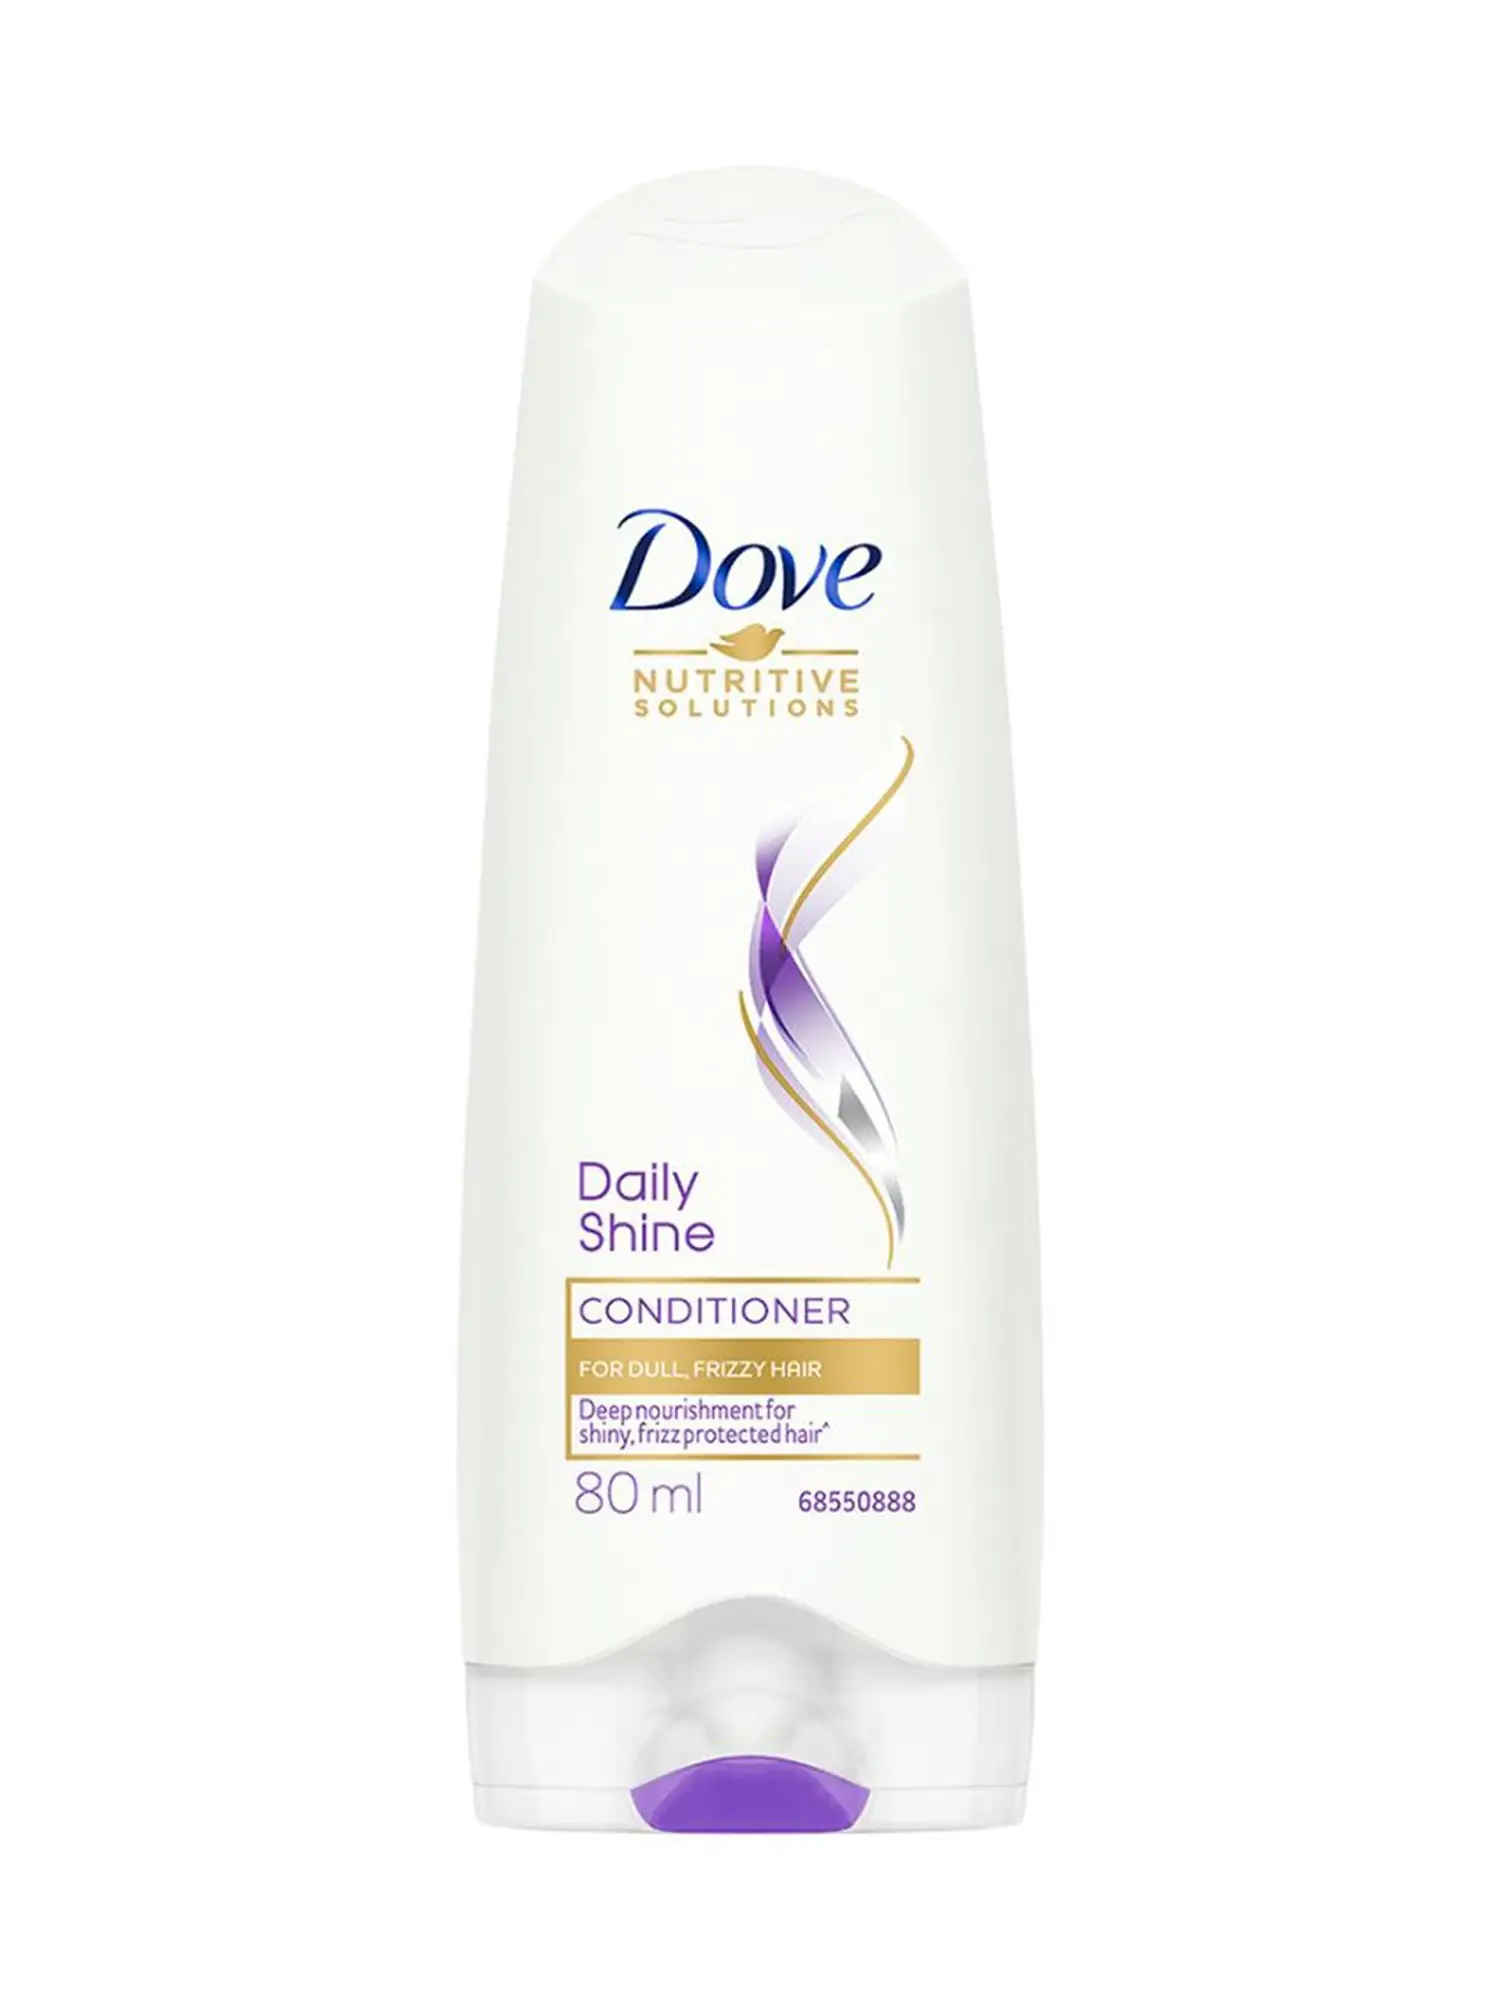 Dove
NUTRITIVE
SOLUTIONS
Daily
Shine
CONDITIONER
FOR DULL, FRIZZY HAIR
Deep nourishment for
shiny, frizz protected hair^
80 ml 68550888